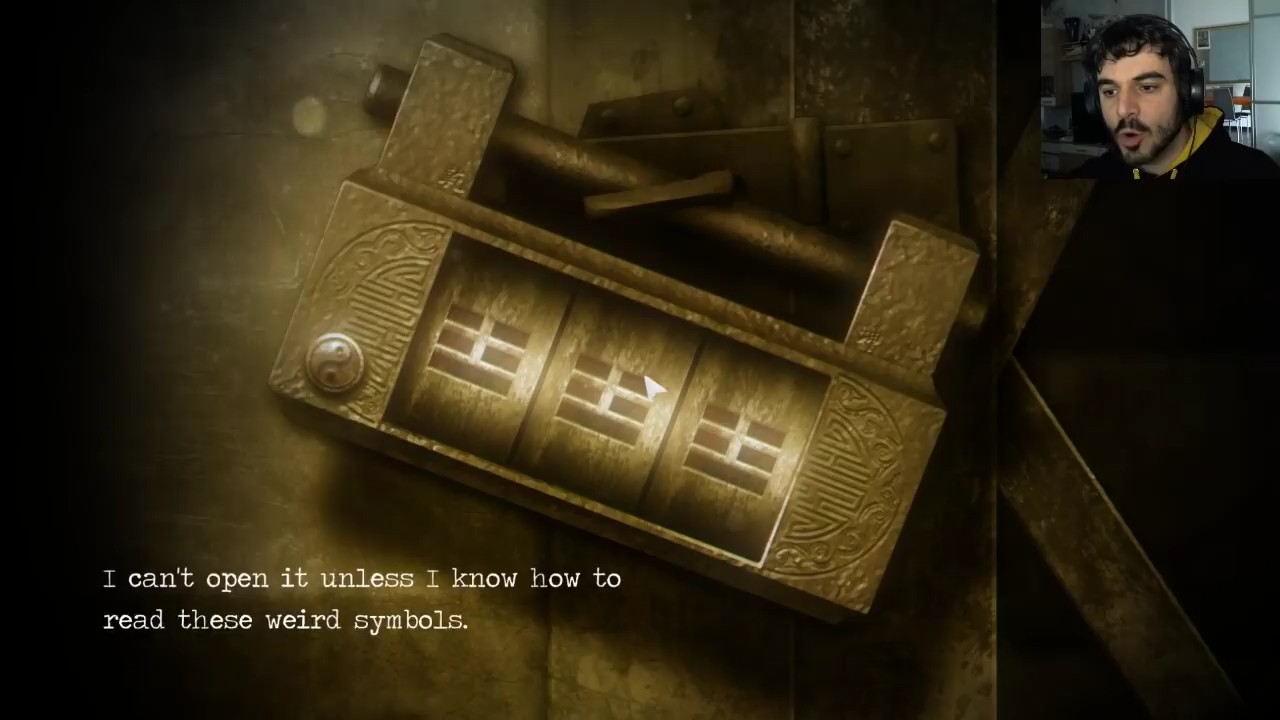 I can't open it unless I know how to
read these weird symbols.